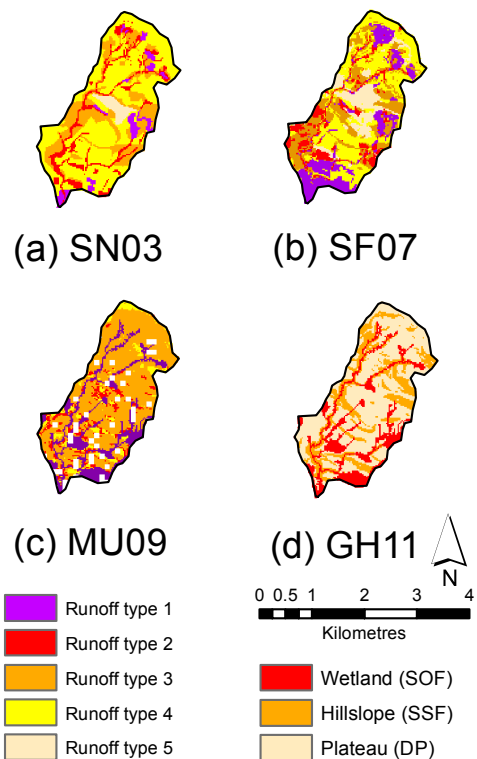 (a) SN03
(b) SF07
(c) MU09
(d) GH11
N
Runoff type 1
Runoff type 2
Runoff type 3
Runoff type 4
Runoff type 5
0 0.5 1 2 3 4
Kilometres
Wetland (SOF)
Hillslope (SSF)
Plateau (DP)